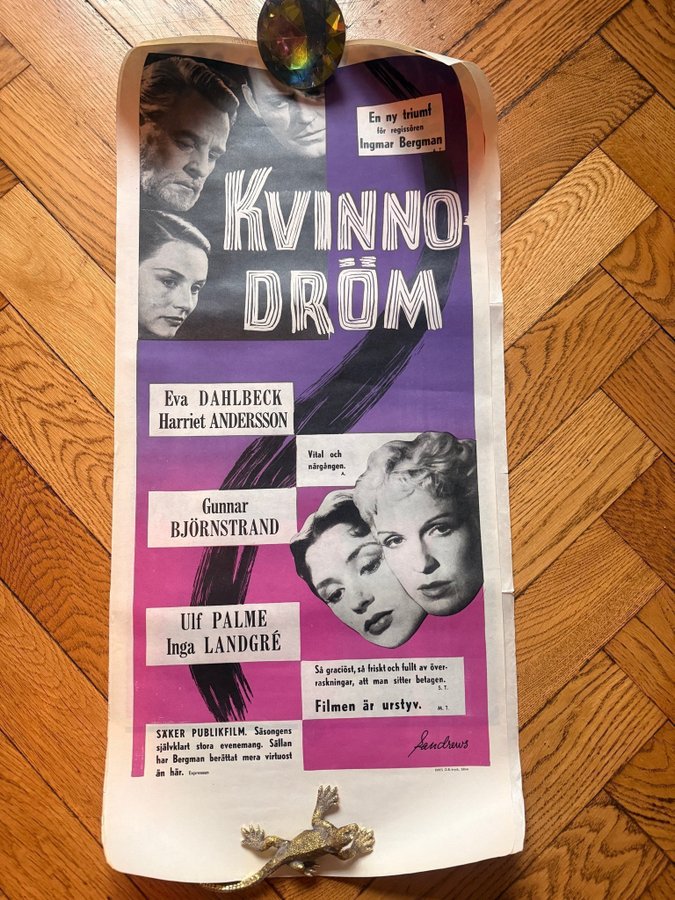 En ny triumf
för regissören
Ingmar Bergman
KVINNO-
DRÖM
Eva DAHLBECK
Harriet ANDERSSON
Vital och
närgången.
A.
Gunnar
BJÖRNSTRAND
Ulf PALME
Inga LANDGRÉ
Så graciöst, så friskt och fullt av över-
raskningar, att man sitter betagen.
S. T.
Filmen är urstyv.
M. T.
SÄKER PUBLIKFILM. Säsongens
självklart stora evenemang. Sällan
har Bergman berättat mera virtuost
än här. Expressen
Sandrews